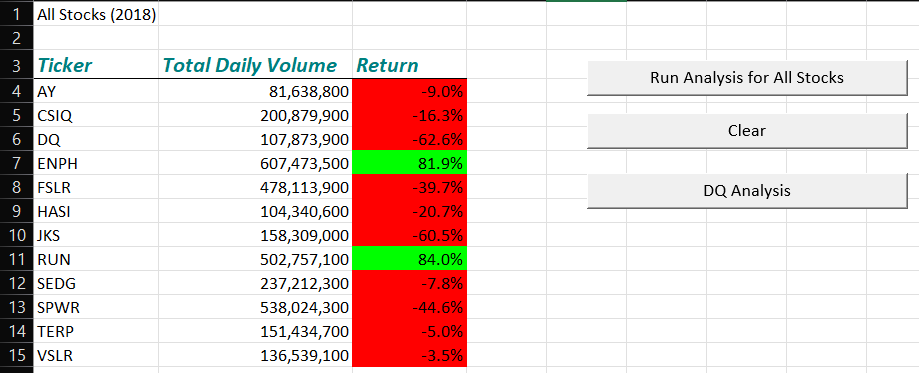 1 All Stocks (2018)
2
3 Ticker Total Daily Volume Return
4 AY 81,638,800 -9.0%
5 CSIQ 200,879,900 -16.3%
6 DQ 107,873,900 -62.6%
7 ENPH 607,473,500 81.9%
8 FSLR 478,113,900 -39.7%
9 HASI 104,340,600 -20.7%
10 JKS 158,309,000 -60.5%
11 RUN 502,757,100 84.0%
12 SEDG 237,212,300 -7.8%
13 SPWR 538,024,300 -44.6%
14 TERP 151,434,700 -5.0%
15 VSLR 136,539,100 -3.5%
Run Analysis for All Stocks
Clear
DQ Analysis